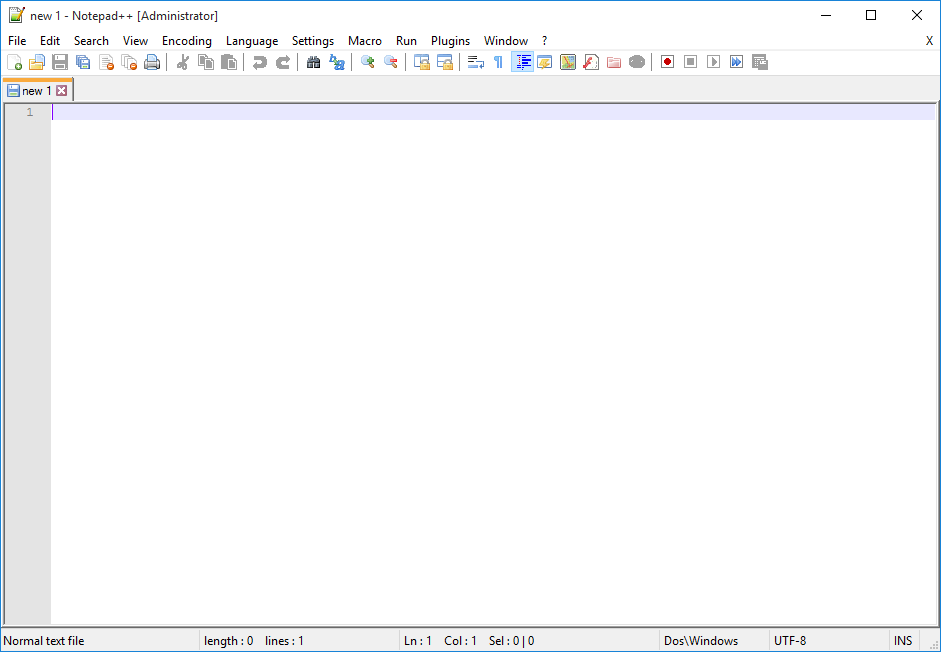 new 1 - Notepad++ [Administrator]
File Edit Search View Encoding Language Settings Macro Run Plugins Window ? X
new 1
1
Normal text file length : 0 lines : 1 Ln : 1 Col : 1 Sel : 0 | 0 Dos\Windows UTF-8 INS